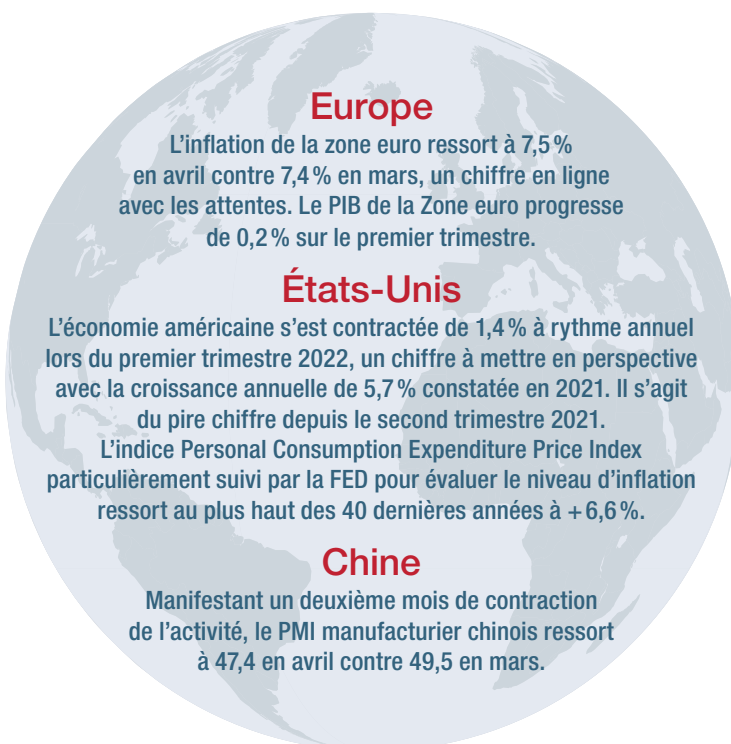 Europe
L’inflation de la zone euro ressort à 7,5 %
en avril contre 7,4 % en mars, un chiffre en ligne
avec les attentes. Le PIB de la Zone euro progresse
de 0,2 % sur le premier trimestre.
États-Unis
L’économie américaine s’est contractée de 1,4 % à rythme annuel
lors du premier trimestre 2022, un chiffre à mettre en perspective
avec la croissance annuelle de 5,7 % constatée en 2021. Il s’agit
du pire chiffre depuis le second trimestre 2021.
L’indice Personal Consumption Expenditure Price Index
particulièrement suivi par la FED pour évaluer le niveau d’inflation
ressort au plus haut des 40 dernières années à + 6,6 %.
Chine
Manifestant un deuxième mois de contraction
de l’activité, le PMI manufacturier chinois ressort
à 47,4 en avril contre 49,5 en mars.